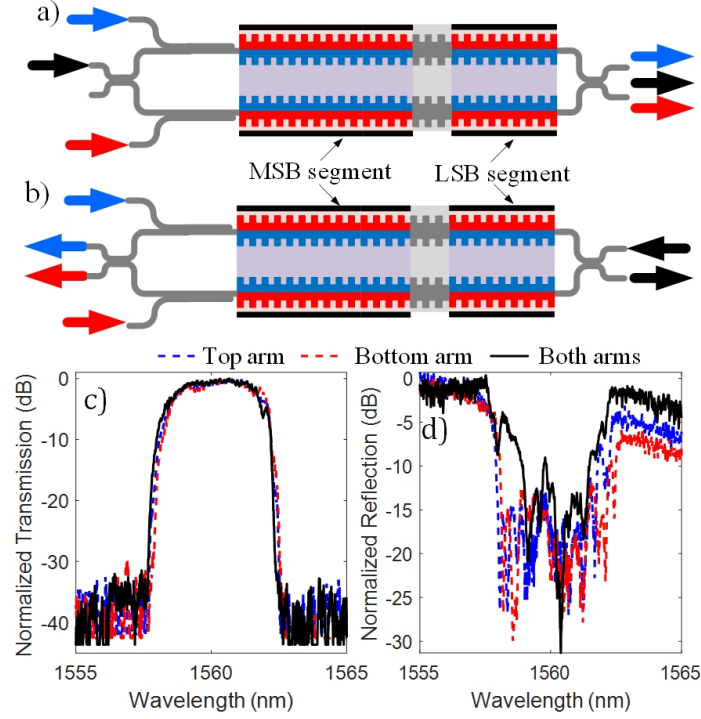 a)
MSB segment
LSB segment
b)
Top arm
Bottom arm
Both arms
Normalized Transmission (dB)
0
-10
-20
-30
-40
c)
1555
1560
1565
Wavelength (nm)
Normalized Reflection (dB)
0
-5
-10
-15
-20
-25
-30
d)
1555
1560
1565
Wavelength (nm)